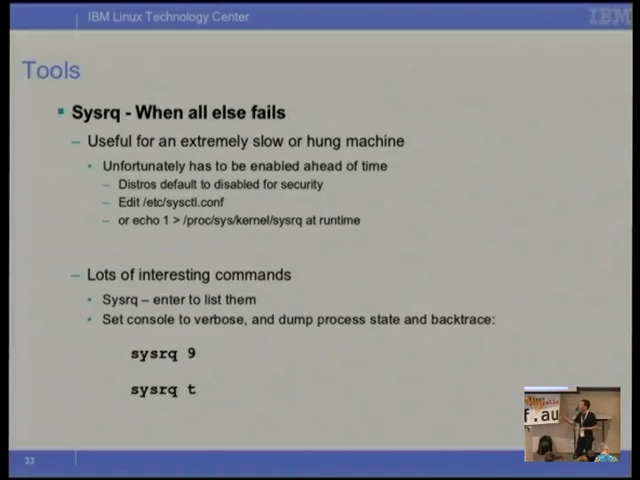 IBM Linux Technology Center
IBM
Tools
Sysrq - When all else fails
– Useful for an extremely slow or hung machine
Unfortunately has to be enabled ahead of time
– Distros default to disabled for security
– Edit /etc/sysctl.conf
– or echo 1 > /proc/sys/kernel/sysrq at runtime
– Lots of interesting commands
Sysrq – enter to list them
Set console to verbose, and dump process state and backtrace:
sysrq 9
sysrq t
f.au
33